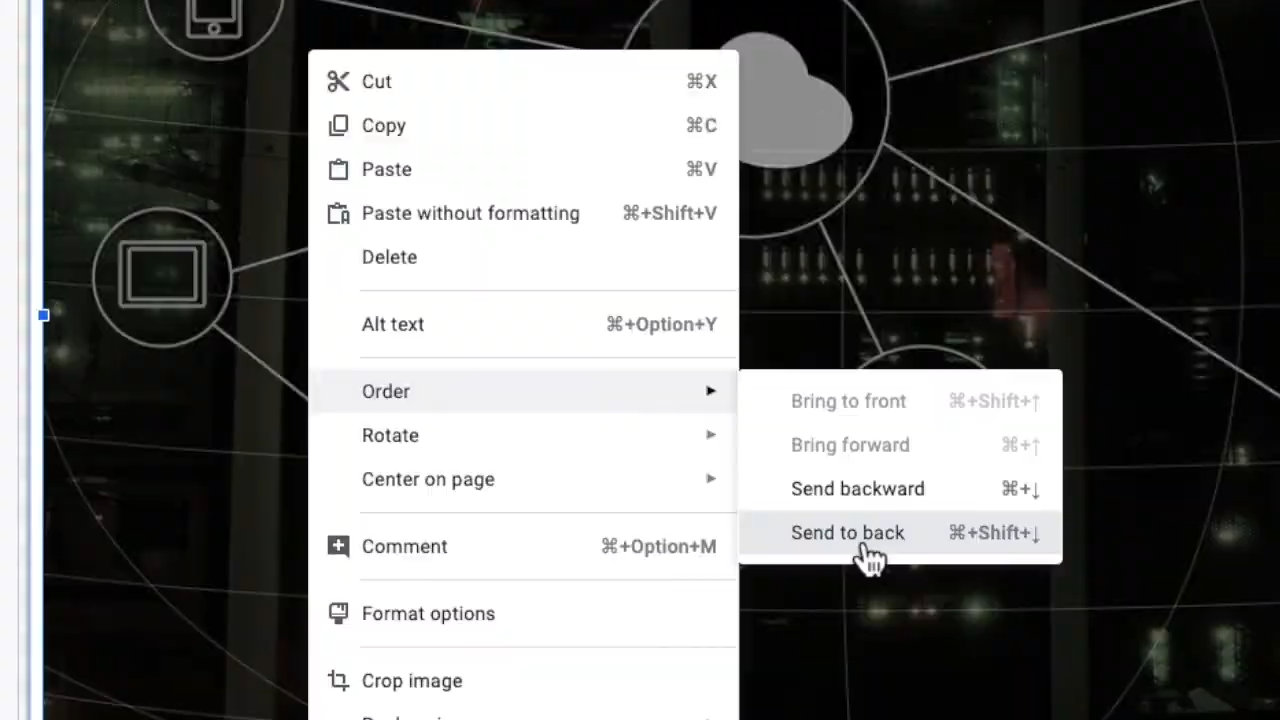 Cut ⌘X
Copy ⌘C
Paste ⌘V
Paste without formatting ⌘+Shift+V
Delete
Alt text ⌘+Option+Y
Order ►
Bring to front ⌘+Shift+↑
Bring forward ⌘+↑
Send backward ⌘+↓
Send to back ⌘+Shift+↓
Rotate ►
Center on page ►
Comment ⌘+Option+M
Format options
Crop image